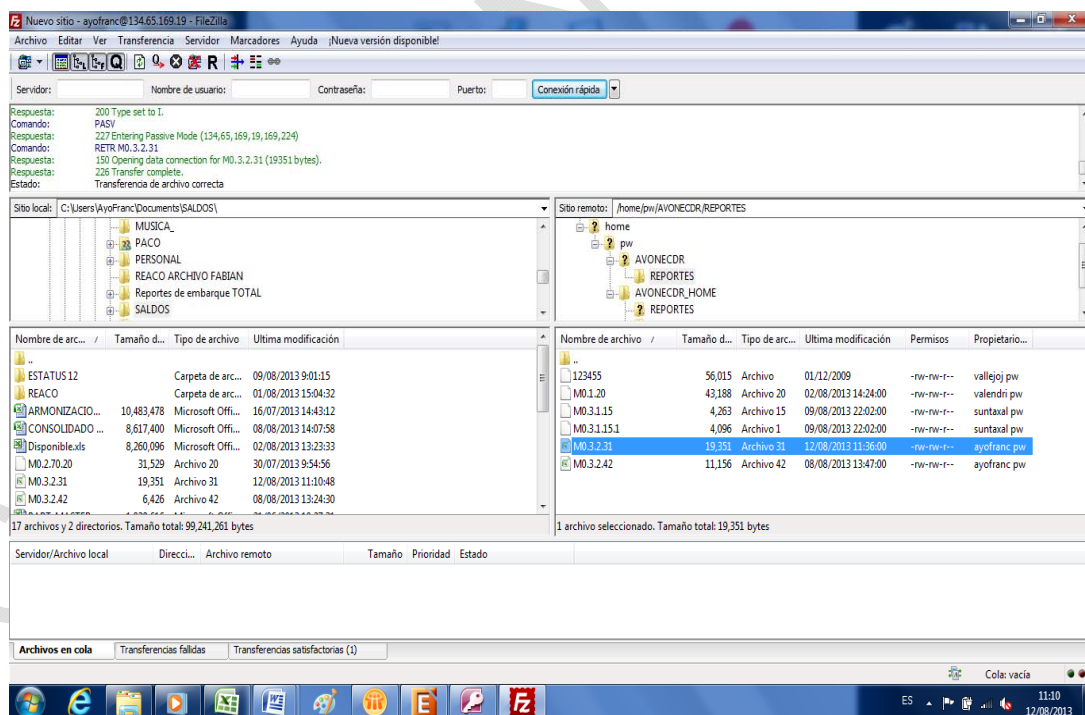 Nuevo sitio - ayofranc@134.65.169.19 - FileZilla
Archivo Editar Ver Transferencia Servidor Marcadores Ayuda ¡Nueva versión disponible!
Servidor: Nombre de usuario: Contraseña: Puerto: Conexión rápida
Respuesta: 200 Type set to I.
Comando: PASV
Respuesta: 227 Entering Passive Mode (134,65,169,19,169,224)
Comando: RETR M0.3.2.31
Respuesta: 150 Opening data connection for M0.3.2.31 (19351 bytes).
Respuesta: 226 Transfer complete.
Estado: Transferencia de archivo correcta
Sitio local: C:\Users\AyoFranc\Documents\SALDOS\
MUSICA_
PACO
PERSONAL
REACO ARCHIVO FABIAN
Reportes de embarque TOTAL
SALDOS
Sitio remoto: /home/pw/AVONECDR/REPORTES
home
pw
AVONECDR
REPORTES
AVONECDR_HOME
REPORTES
Nombre de arc... / Tamaño d... Tipo de archivo Ultima modificación
..
ESTATUS 12 Carpeta de arc... 09/08/2013 9:01:15
REACO Carpeta de arc... 01/08/2013 15:04:32
ARMONIZACIO... 10,483,478 Microsoft Offi... 16/07/2013 14:43:12
CONSOLIDADO ... 8,617,400 Microsoft Offi... 08/08/2013 14:07:58
Disponible.xls 8,260,096 Microsoft Offi... 02/08/2013 13:23:33
M0.2.70.20 31,529 Archivo 20 30/07/2013 9:54:56
M0.3.2.31 19,351 Archivo 31 12/08/2013 11:10:48
M0.3.2.42 6,426 Archivo 42 08/08/2013 13:24:30
17 archivos y 2 directorios. Tamaño total: 99,241,261 bytes
Nombre de archivo / Tamaño d... Tipo de arc... Ultima modificación Permisos Propietario...
..
123455 56,015 Archivo 01/12/2009 -rw-rw-r-- vallejoj pw
M0.1.20 43,188 Archivo 20 02/08/2013 14:24:00 -rw-rw-r-- valendri pw
M0.3.1.15 4,263 Archivo 15 09/08/2013 22:02:00 -rw-rw-r-- suntaxal pw
M0.3.1.15.1 4,096 Archivo 1 09/08/2013 22:02:00 -rw-rw-r-- suntaxal pw
M0.3.2.31 19,351 Archivo 31 12/08/2013 11:36:00 -rw-rw-r-- ayofranc pw
M0.3.2.42 11,156 Archivo 42 08/08/2013 13:47:00 -rw-rw-r-- ayofranc pw
1 archivo seleccionado. Tamaño total: 19,351 bytes
Servidor/Archivo local Direcci... Archivo remoto Tamaño Prioridad Estado
Archivos en cola Transferencias fallidas Transferencias satisfactorias (1)
Cola: vacía
ES 11:10
12/08/2013